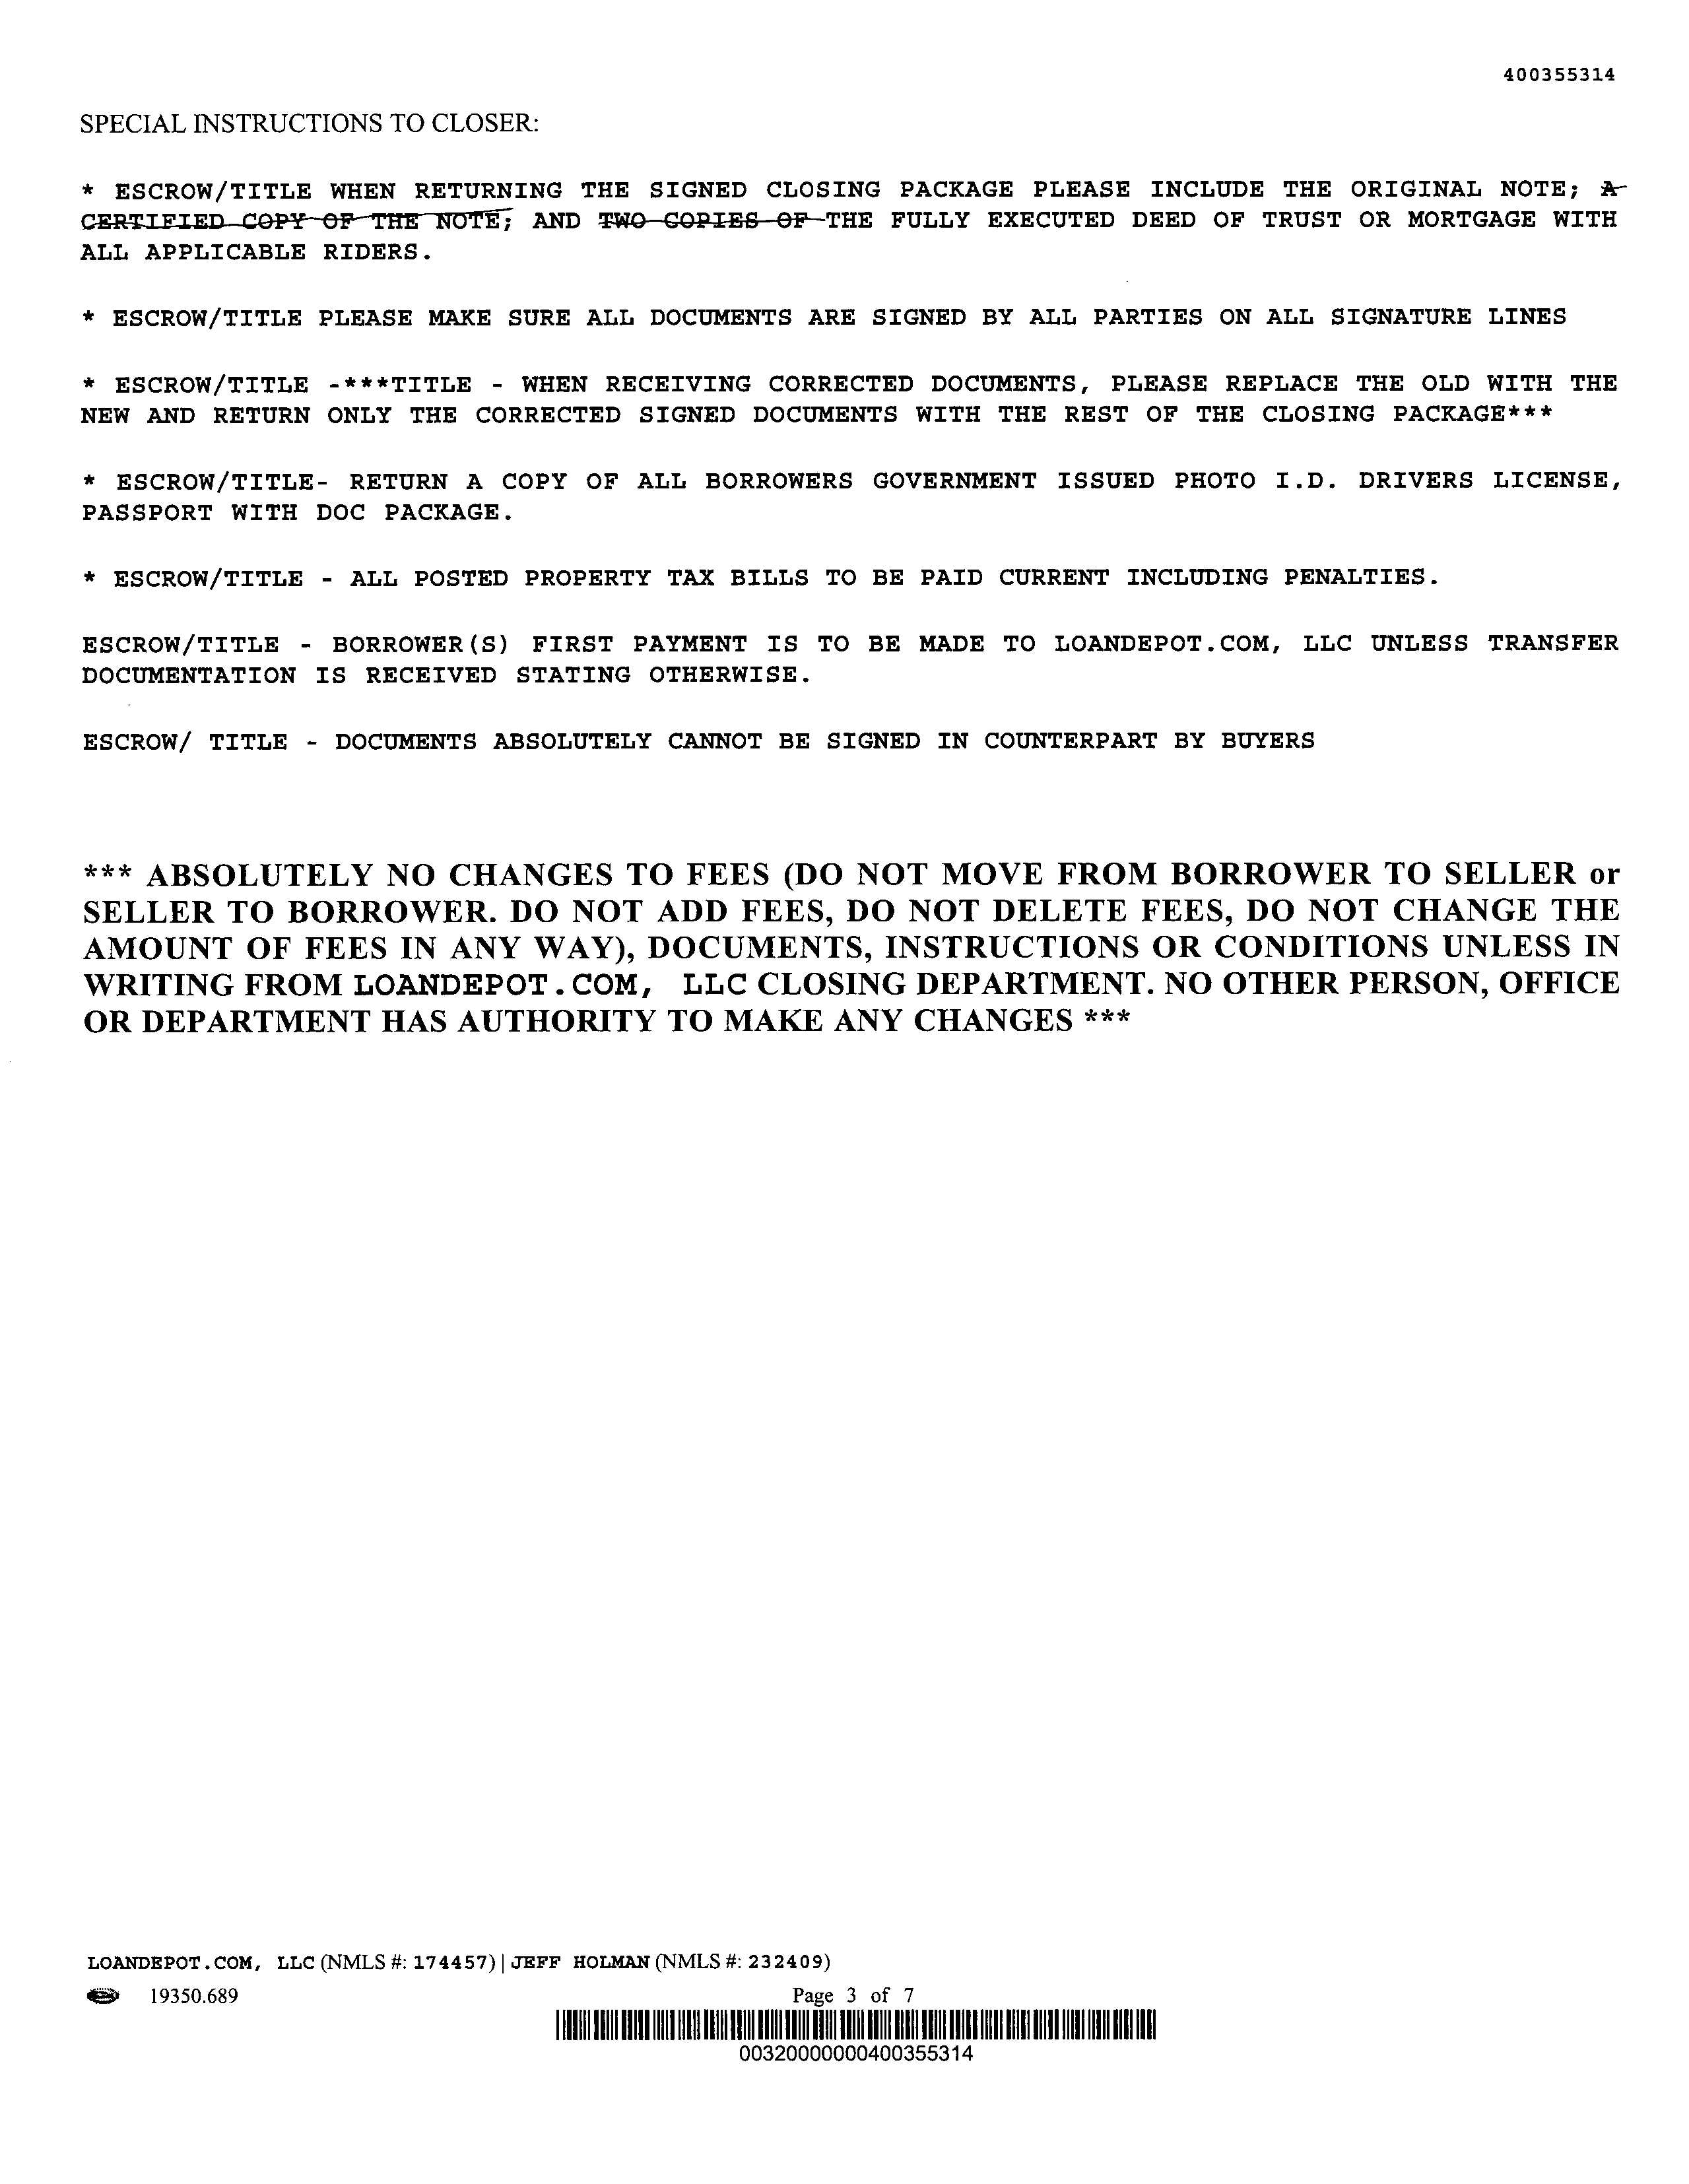 400355314
SPECIAL INSTRUCTIONS TO CLOSER:
* ESCROW/TITLE WHEN RETURNING THE SIGNED CLOSING PACKAGE PLEASE INCLUDE THE ORIGINAL NOTE; A
CERTIFIED COPY OF THE NOTE; AND TWO COPIES OF THE FULLY EXECUTED DEED OF TRUST OR MORTGAGE WITH
ALL APPLICABLE RIDERS.
* ESCROW/TITLE PLEASE MAKE SURE ALL DOCUMENTS ARE SIGNED BY ALL PARTIES ON ALL SIGNATURE LINES
* ESCROW/TITLE -***TITLE - WHEN RECEIVING CORRECTED DOCUMENTS, PLEASE REPLACE THE OLD WITH THE
NEW AND RETURN ONLY THE CORRECTED SIGNED DOCUMENTS WITH THE REST OF THE CLOSING PACKAGE***
* ESCROW/TITLE- RETURN A COPY OF ALL BORROWERS GOVERNMENT ISSUED PHOTO I.D. DRIVERS LICENSE,
PASSPORT WITH DOC PACKAGE.
* ESCROW/TITLE - ALL POSTED PROPERTY TAX BILLS TO BE PAID CURRENT INCLUDING PENALTIES.
ESCROW/TITLE - BORROWER(S) FIRST PAYMENT IS TO BE MADE TO LOANDEPOT.COM, LLC UNLESS TRANSFER
DOCUMENTATION IS RECEIVED STATING OTHERWISE.
ESCROW/ TITLE - DOCUMENTS ABSOLUTELY CANNOT BE SIGNED IN COUNTERPART BY BUYERS
*** ABSOLUTELY NO CHANGES TO FEES (DO NOT MOVE FROM BORROWER TO SELLER or
SELLER TO BORROWER. DO NOT ADD FEES, DO NOT DELETE FEES, DO NOT CHANGE THE
AMOUNT OF FEES IN ANY WAY), DOCUMENTS, INSTRUCTIONS OR CONDITIONS UNLESS IN
WRITING FROM LOANDEPOT.COM, LLC CLOSING DEPARTMENT. NO OTHER PERSON, OFFICE
OR DEPARTMENT HAS AUTHORITY TO MAKE ANY CHANGES ***
LOANDEPOT.COM, LLC (NMLS #: 174457) | JEFF HOLMAN (NMLS #: 232409)
19350.689 Page 3 of 7
00320000000400355314